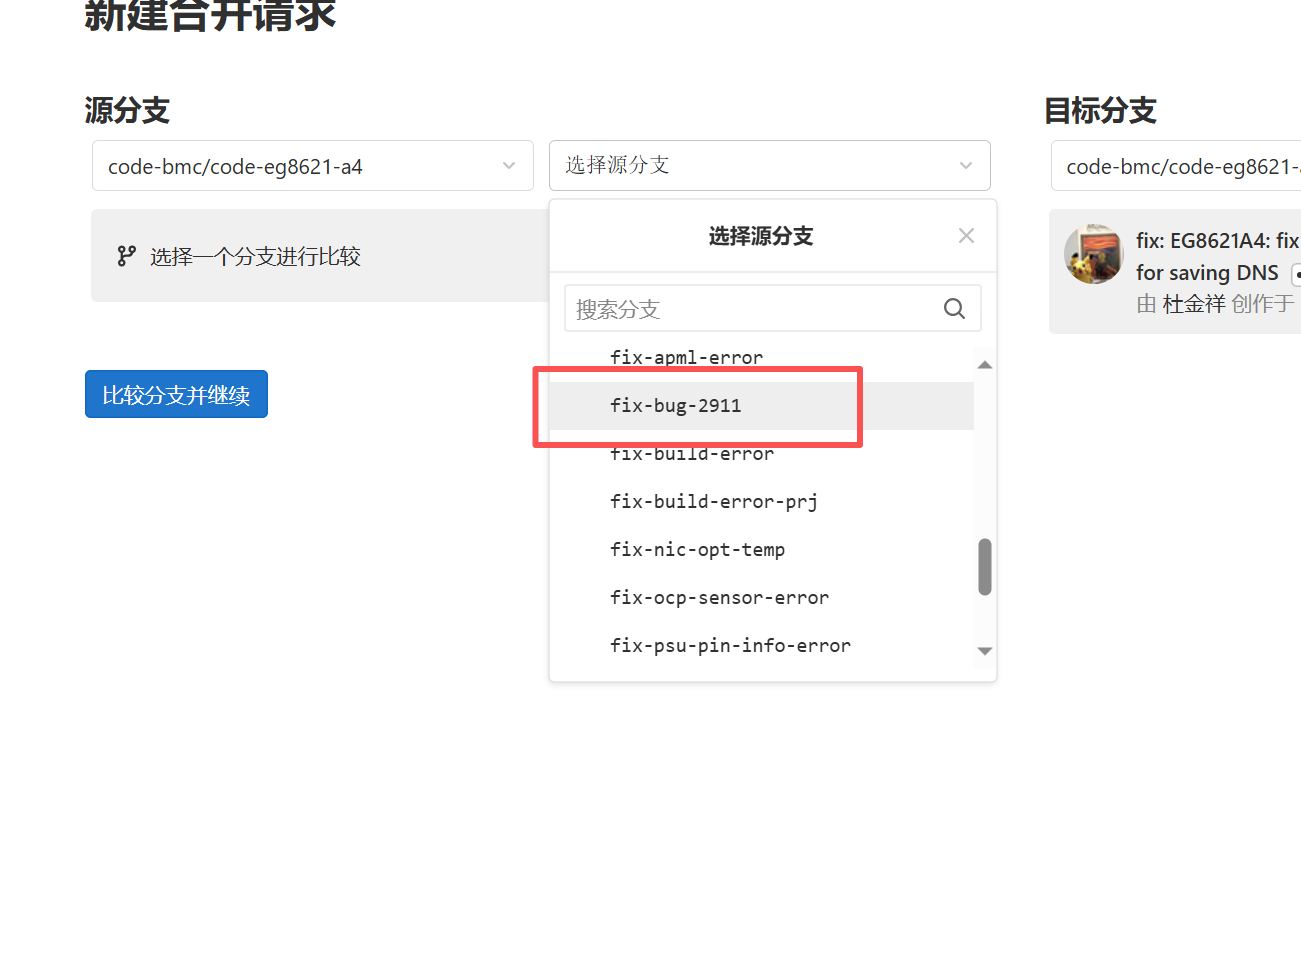 新建合并请求
源分支
目标分支
code-bmc/code-eg8621-a4
选择源分支
code-bmc/code-eg8621-
选择一个分支进行比较
选择源分支
fix: EG8621A4: fix
for saving DNS
由 杜金祥 创作于
搜索分支
fix-apml-error
比较分支并继续
fix-bug-2911
fix-build-error
fix-build-error-prj
fix-nic-opt-temp
fix-ocp-sensor-error
fix-psu-pin-info-error